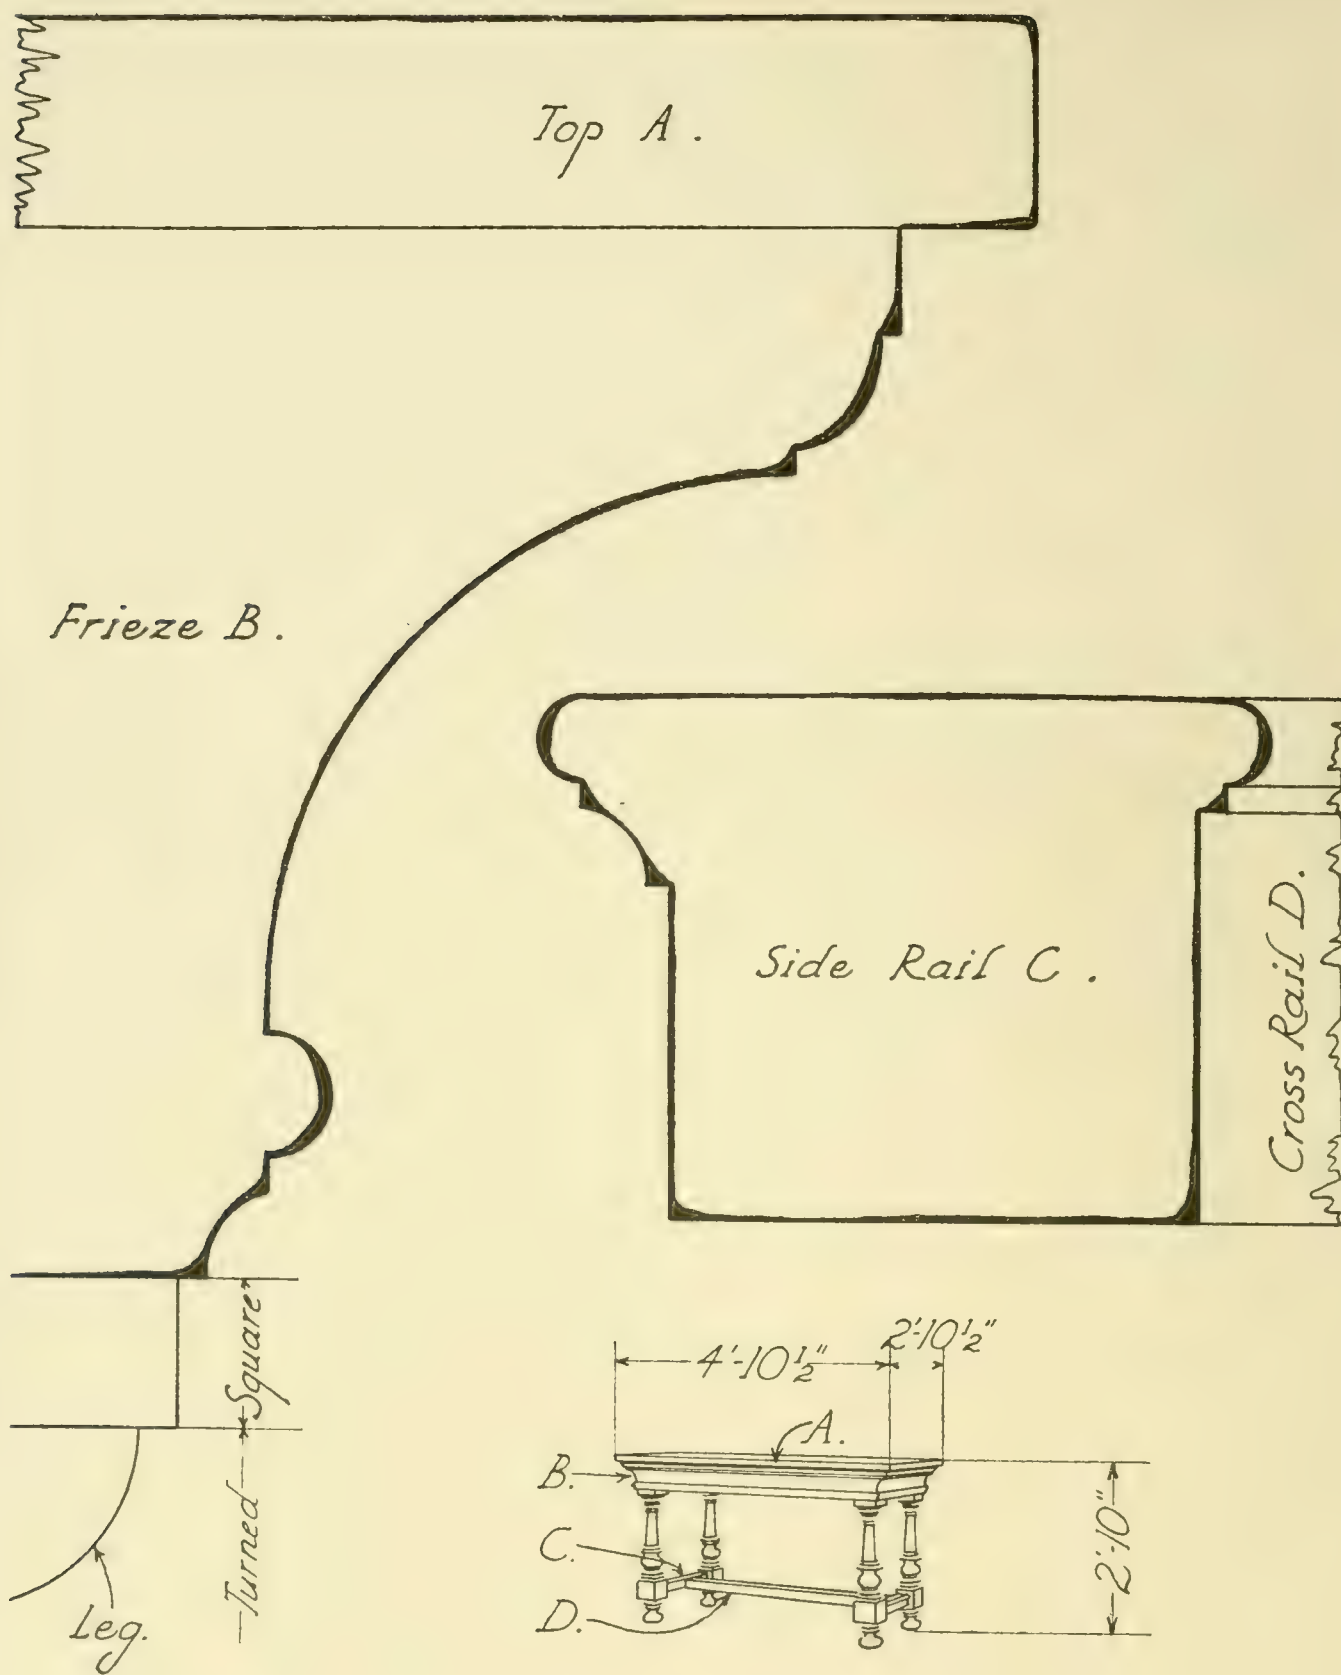 Top A.
Frieze B.
Side Rail C.
Cross Rail D.
Square
Turned
Leg.
4'-10½"
2'-10½"
A.
B.
C.
D.
2'-10"